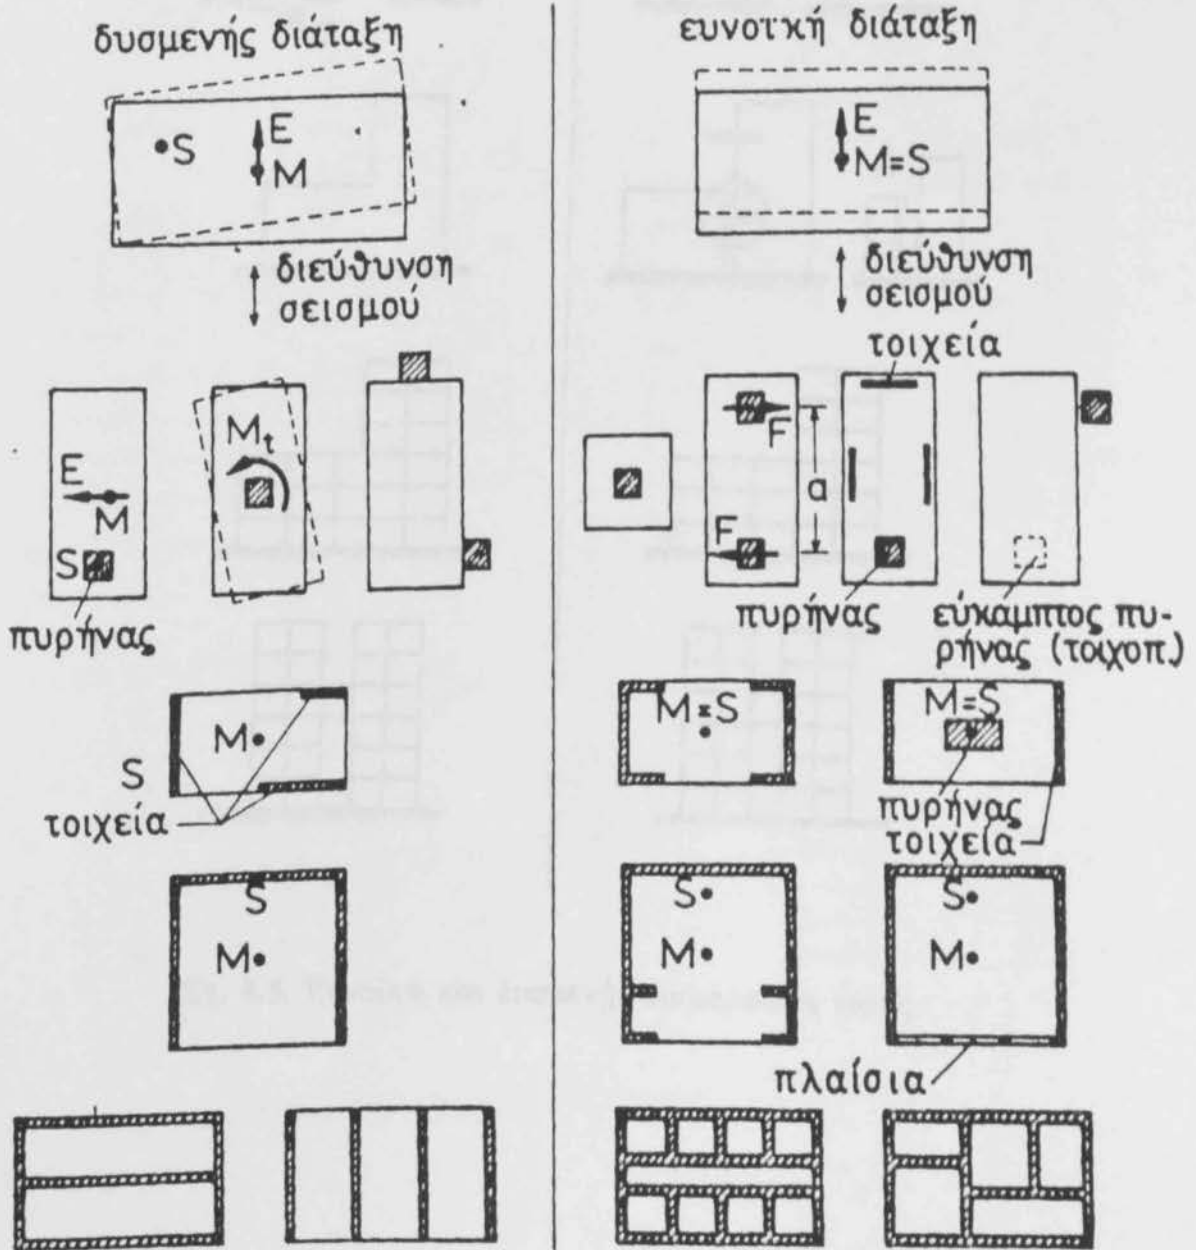 δυσμενής διάταξη
S
E
M
διεύθυνση
σεισμού
E
M
S
πυρήνας
Mt
M
S
τοιχεία
S
M
ευνοϊκή διάταξη
E
M=S
διεύθυνση
σεισμού
τοιχεία
F
a
F
πυρήνας
εύκαμπτος πυ-
ρήνας (τοιχοπ.)
M=S
M=S
πυρήνας
τοιχεία
S
M
S
M
πλαίσια